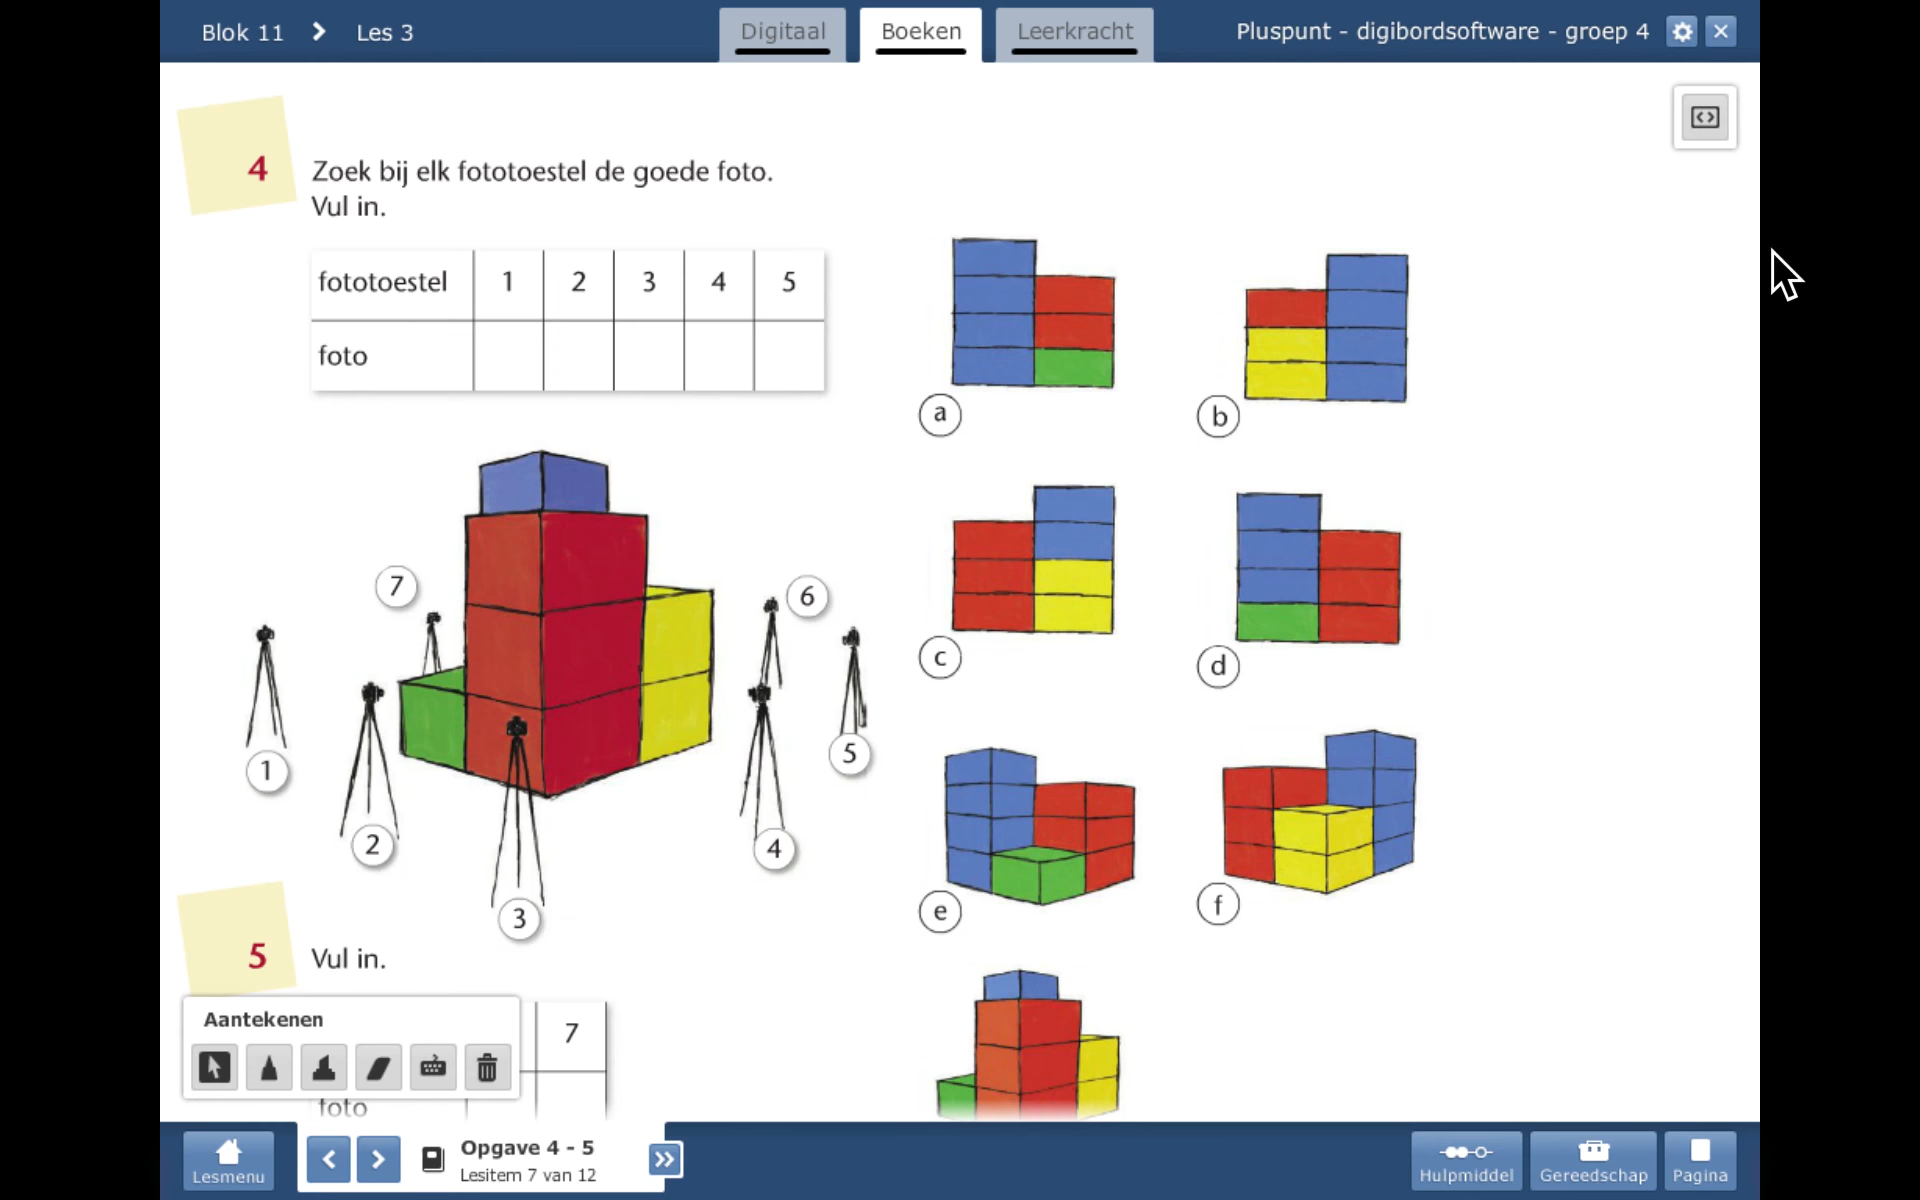 Blok 11 Les 3
Digitaal
Boeken
Leerkracht
Pluspunt - digibordsoftware - groep 4
4
Zoek bij elk fototoestel de goede foto.
Vul in.
fototoestel 1 2 3 4 5
foto
a
b
c
d
e
f
7
6
1
5
2
4
3
5
Vul in.
Aantekenen
7
foto
Lesmenu
Opgave 4 - 5
Lesitem 7 van 12
Hulpmiddel
Gereedschap
Pagina